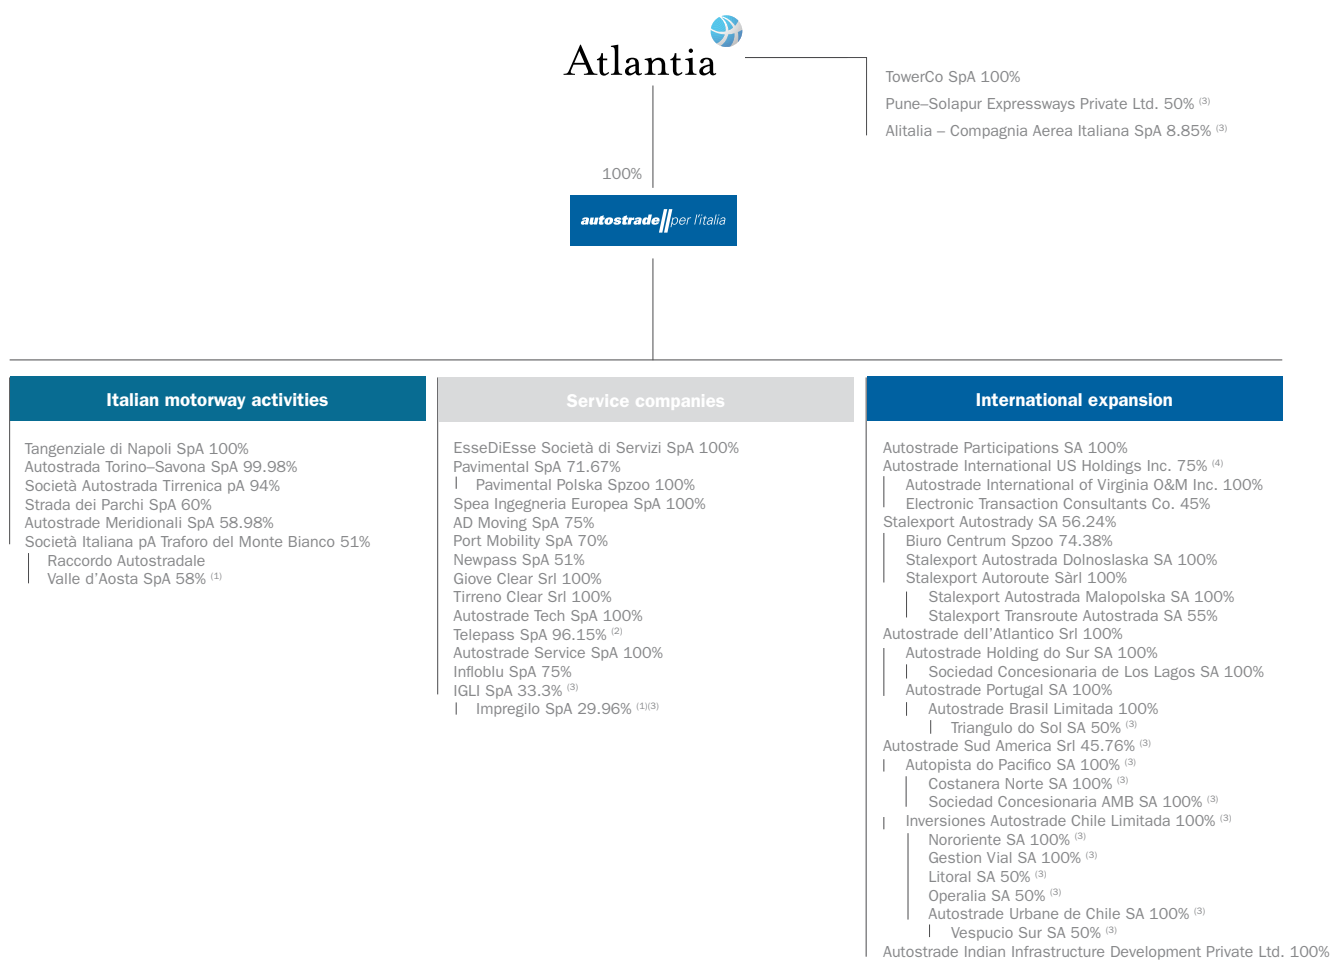 Atlantia
TowerCo SpA 100%
Pune–Solapur Expressways Private Ltd. 50% (3)
Alitalia – Compagnia Aerea Italiana SpA 8.85% (3)
100%
autostrade per l'italia
Italian motorway activities
Tangenziale di Napoli SpA 100%
Autostrada Torino–Savona SpA 99.98%
Società Autostrada Tirrenica pA 94%
Strada dei Parchi SpA 60%
Autostrade Meridionali SpA 58.98%
Società Italiana pA Traforo del Monte Bianco 51%
Raccordo Autostradale
Valle d'Aosta SpA 58% (1)
Service companies
EsseDiEsse Società di Servizi SpA 100%
Pavimental SpA 71.67%
Pavimental Polska Spzoo 100%
Spea Ingegneria Europea SpA 100%
AD Moving SpA 75%
Port Mobility SpA 70%
Newpass SpA 51%
Giove Clear Srl 100%
Tirreno Clear Srl 100%
Autostrade Tech SpA 100%
Telepass SpA 96.15% (2)
Autostrade Service SpA 100%
Infloblu SpA 75%
IGLI SpA 33.3% (3)
Impregilo SpA 29.96% (1)(3)
International expansion
Autostrade Participations SA 100%
Autostrade International US Holdings Inc. 75% (4)
Autostrade International of Virginia O&M Inc. 100%
Electronic Transaction Consultants Co. 45%
Stalexport Autostrady SA 56.24%
Biuro Centrum Spzoo 74.38%
Stalexport Autostrada Dolnoslaska SA 100%
Stalexport Autoroute Sàrl 100%
Stalexport Autostrada Malopolska SA 100%
Stalexport Transroute Autostrada SA 55%
Autostrade dell'Atlantico Srl 100%
Autostrade Holding do Sur SA 100%
Sociedad Concesionaria de Los Lagos SA 100%
Autostrade Portugal SA 100%
Autostrade Brasil Limitada 100%
Triangulo do Sol SA 50% (3)
Autostrade Sud America Srl 45.76% (3)
Autopista do Pacifico SA 100% (3)
Costanera Norte SA 100% (3)
Sociedad Concesionaria AMB SA 100% (3)
Inversiones Autostrade Chile Limitada 100% (3)
Nororiente SA 100% (3)
Gestion Vial SA 100% (3)
Litoral SA 50% (3)
Operalia SA 50% (3)
Autostrade Urbane de Chile SA 100% (3)
Vespucio Sur SA 50% (3)
Autostrade Indian Infrastructure Development Private Ltd. 100%